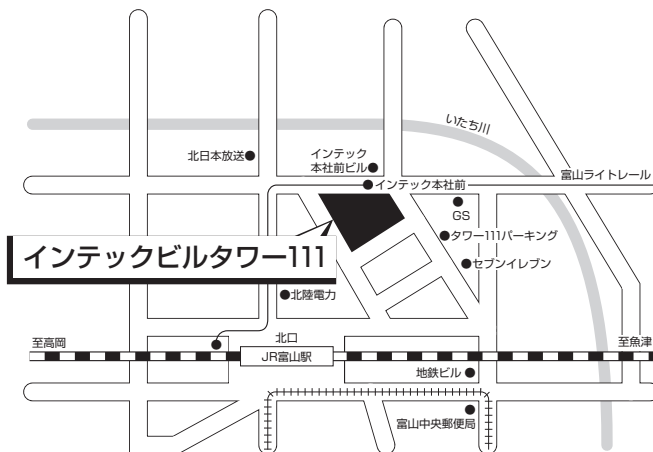 いたち川
北日本放送
インテック
本社前ビル
インテック本社前
富山ライトレール
GS
タワー111パーキング
インテックビルタワー111
セブンイレブン
北陸電力
至高岡
北口
JR富山駅
至魚津
地鉄ビル
富山中央郵便局